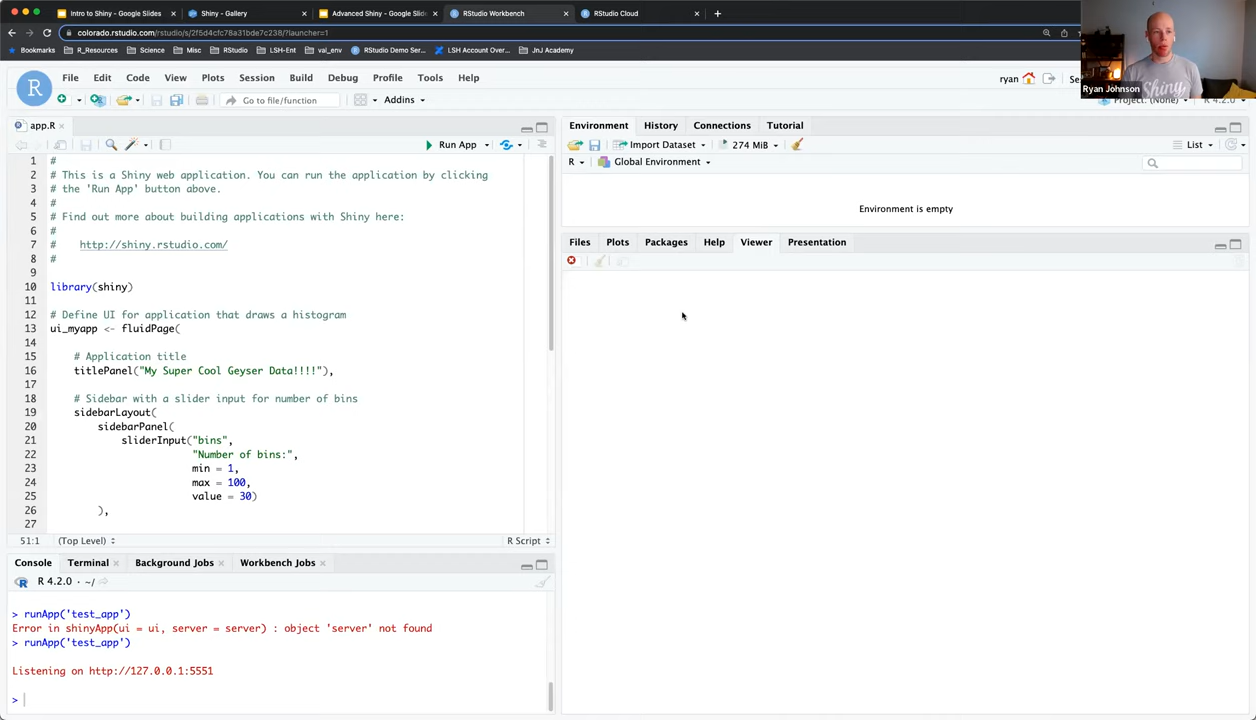 Intro to Shiny - Google Slides
Shiny - Gallery
Advanced Shiny - Google Slid
RStudio Workbench
RStudio Cloud
colorado.rstudio.com/rstudio/s/2f5d4cfc78a31bde7c238/?launcher=1
Bookmarks
R_Resources
Science
Misc
RStudio
LSH-Ent
val_env
RStudio Demo Ser...
LSH Account Over...
JnJ Academy
R
File
Edit
Code
View
Plots
Session
Build
Debug
Profile
Tools
Help
ryan
Se
Ryan Johnson
Shiny
Go to file/function
Addins
Project: (None)
R 4.2.0
app.R
Run App
1 #
2 # This is a Shiny web application. You can run the application by clicking
3 # the 'Run App' button above.
4 #
5 # Find out more about building applications with Shiny here:
6 #
7 # http://shiny.rstudio.com/
8 #
9
10 library(shiny)
11
12 # Define UI for application that draws a histogram
13 ui_myapp <- fluidPage(
14
15 # Application title
16 titlePanel("My Super Cool Geyser Data!!!!"),
17
18 # Sidebar with a slider input for number of bins
19 sidebarLayout(
20 sidebarPanel(
21 sliderInput("bins",
22 "Number of bins:",
23 min = 1,
24 max = 100,
25 value = 30)
26 ),
27
51:1
(Top Level)
R Script
Console
Terminal
Background Jobs
Workbench Jobs
R 4.2.0 · ~/
> runApp('test_app')
Error in shinyApp(ui = ui, server = server) : object 'server' not found
> runApp('test_app')
Listening on http://127.0.0.1:5551
>
Environment
History
Connections
Tutorial
Import Dataset
274 MiB
List
R
Global Environment
Environment is empty
Files
Plots
Packages
Help
Viewer
Presentation